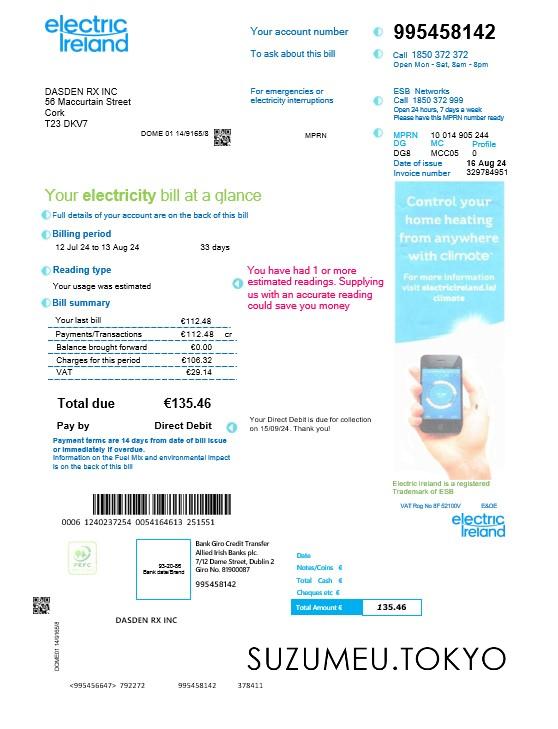 electric
Ireland
Your account number
995458142
To ask about this bill
Call 1850 372 372
Open Mon - Sat, 8am - 8pm
DASDEN RX INC
56 Maccurtain Street
Cork
T23 DKV7
DOME 01 14/9165/8
For emergencies or
electricity interruptions
ESB Networks
Call 1850 372 999
Open 24 hours, 7 days a week
Please have this MPRN number ready
MPRN
MPRN 10 014 905 244
DG MC Profile
DG8 MCC05 0
Date of issue 16 Aug 24
Invoice number 329784951
Your electricity bill at a glance
Full details of your account are on the back of this bill
Billing period
12 Jul 24 to 13 Aug 24 33 days
Reading type
Your usage was estimated
You have had 1 or more
estimated readings. Supplying
us with an accurate reading
could save you money
Bill summary
Your last bill €112.48
Payments/Transactions €112.48 cr
Balance brought forward €0.00
Charges for this period €106.32
VAT €29.14
Total due €135.46
Pay by Direct Debit
Your Direct Debit is due for collection
on 15/09/24. Thank you!
Payment terms are 14 days from date of bill issue
or immediately if overdue.
Information on the Fuel Mix and environmental impact
is on the back of this bill
Control your
home heating
from anywhere
with climote
For more information
visit electricireland.ie/
climote
Electric Ireland is a registered
Trademark of ESB
VAT Reg No 8F 52100V E&OE
electric
Ireland
0006 1240237254 0054164613 251551
PEFC
93-20-86
Bank date/Brand
Bank Giro Credit Transfer
Allied Irish Banks plc.
7/12 Dame Street, Dublin 2
Giro No. 81900087
995458142
Date
Notes/Coins €
Total Cash €
Cheques etc €
Total Amount € 135.46
DASDEN RX INC
DOME01 14/9165/8
SUZUMEU.TOKYO
<995456647> 792272 995458142 378411